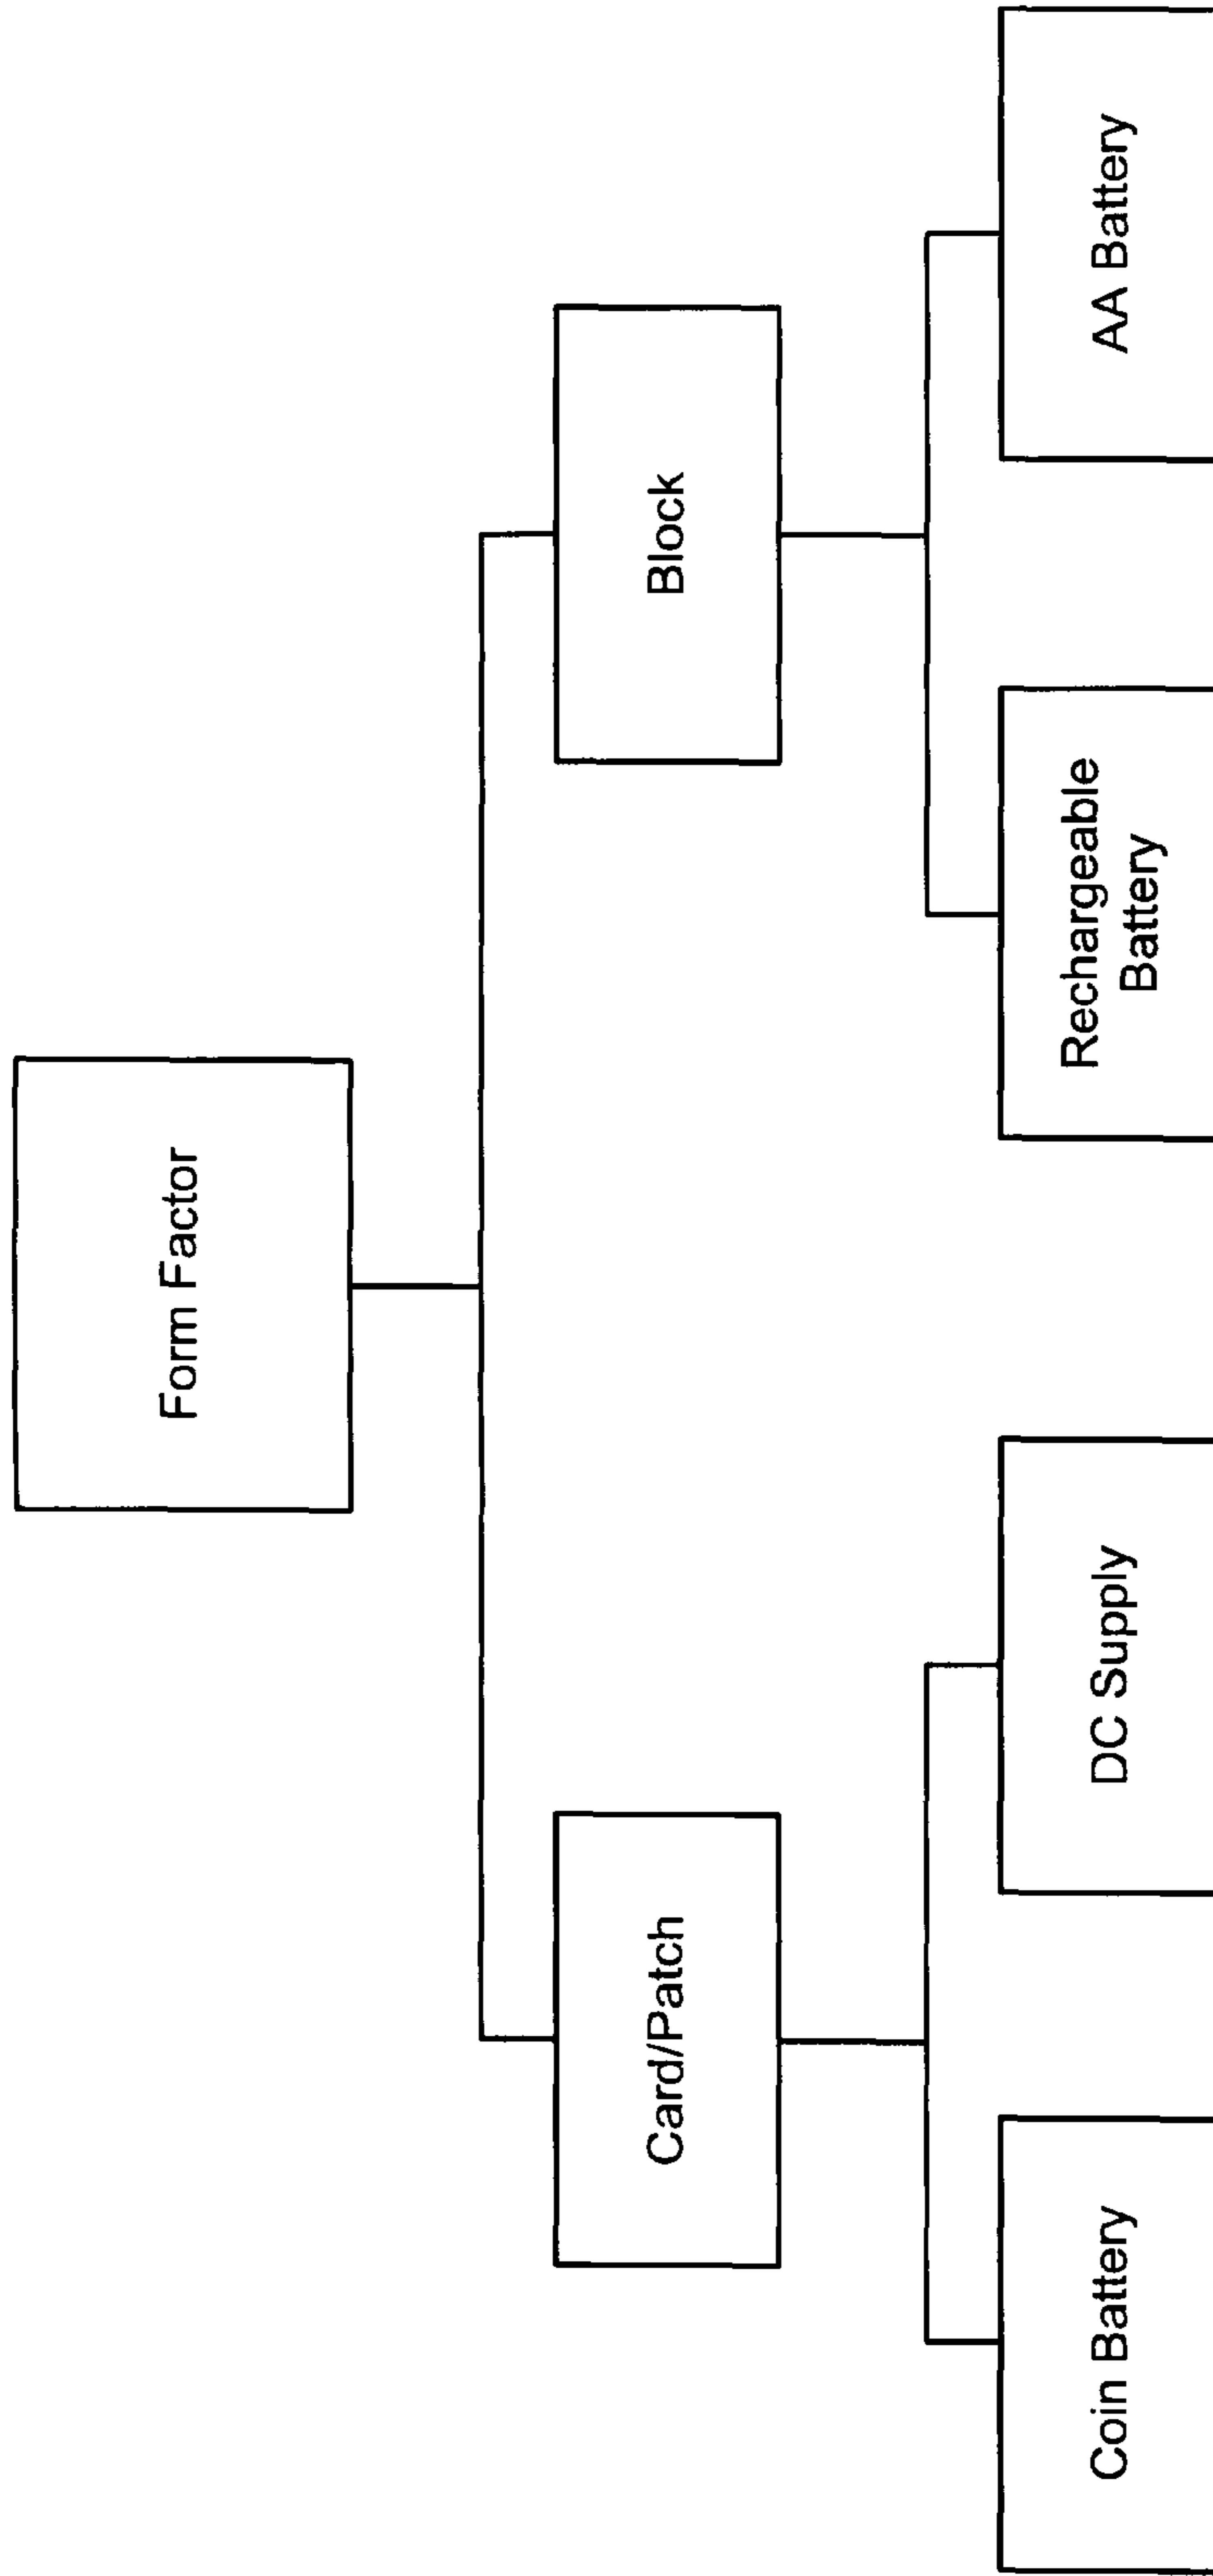 Form Factor
Card/Patch
Block
Coin Battery
DC Supply
Rechargeable
Battery
AA Battery